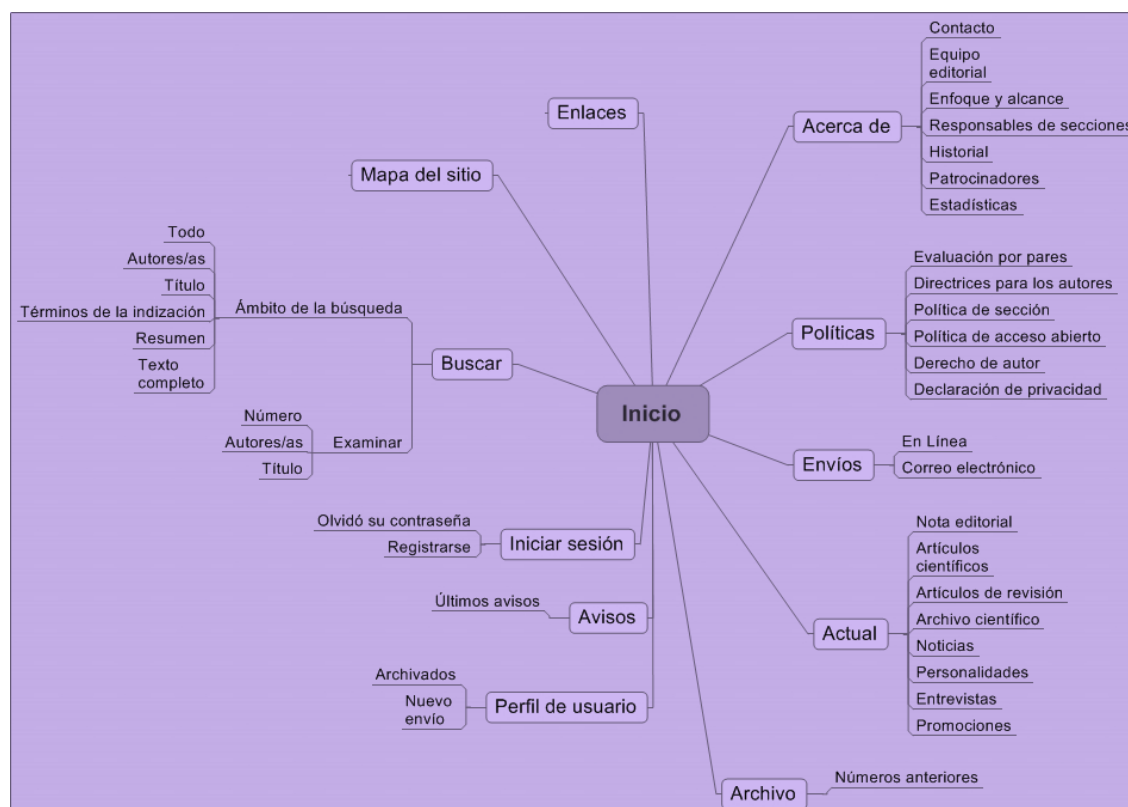 Enlaces
Mapa del sitio
Todo
Autores/as
Título
Términos de la indización
Resumen
Texto
completo
Ámbito de la búsqueda
Número
Autores/as
Título
Examinar
Buscar
Olvidó su contraseña
Registrarse
Iniciar sesión
Últimos avisos
Avisos
Archivados
Nuevo
envío
Perfil de usuario
Inicio
Acerca de
Contacto
Equipo
editorial
Enfoque y alcance
Responsables de secciones
Historial
Patrocinadores
Estadísticas
Políticas
Evaluación por pares
Directrices para los autores
Política de sección
Política de acceso abierto
Derecho de autor
Declaración de privacidad
Envíos
En Línea
Correo electrónico
Actual
Nota editorial
Artículos
científicos
Artículos de revisión
Archivo científico
Noticias
Personalidades
Entrevistas
Promociones
Archivo
Números anteriores